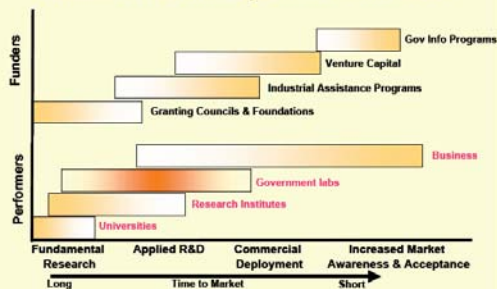 Funders
Gov Info Programs
Venture Capital
Industrial Assistance Programs
Granting Councils & Foundations
Performers
Business
Government labs
Research Institutes
Universities
Fundamental Research
Applied R&D
Commercial Deployment
Increased Market Awareness & Acceptance
Long
Time to Market
Short